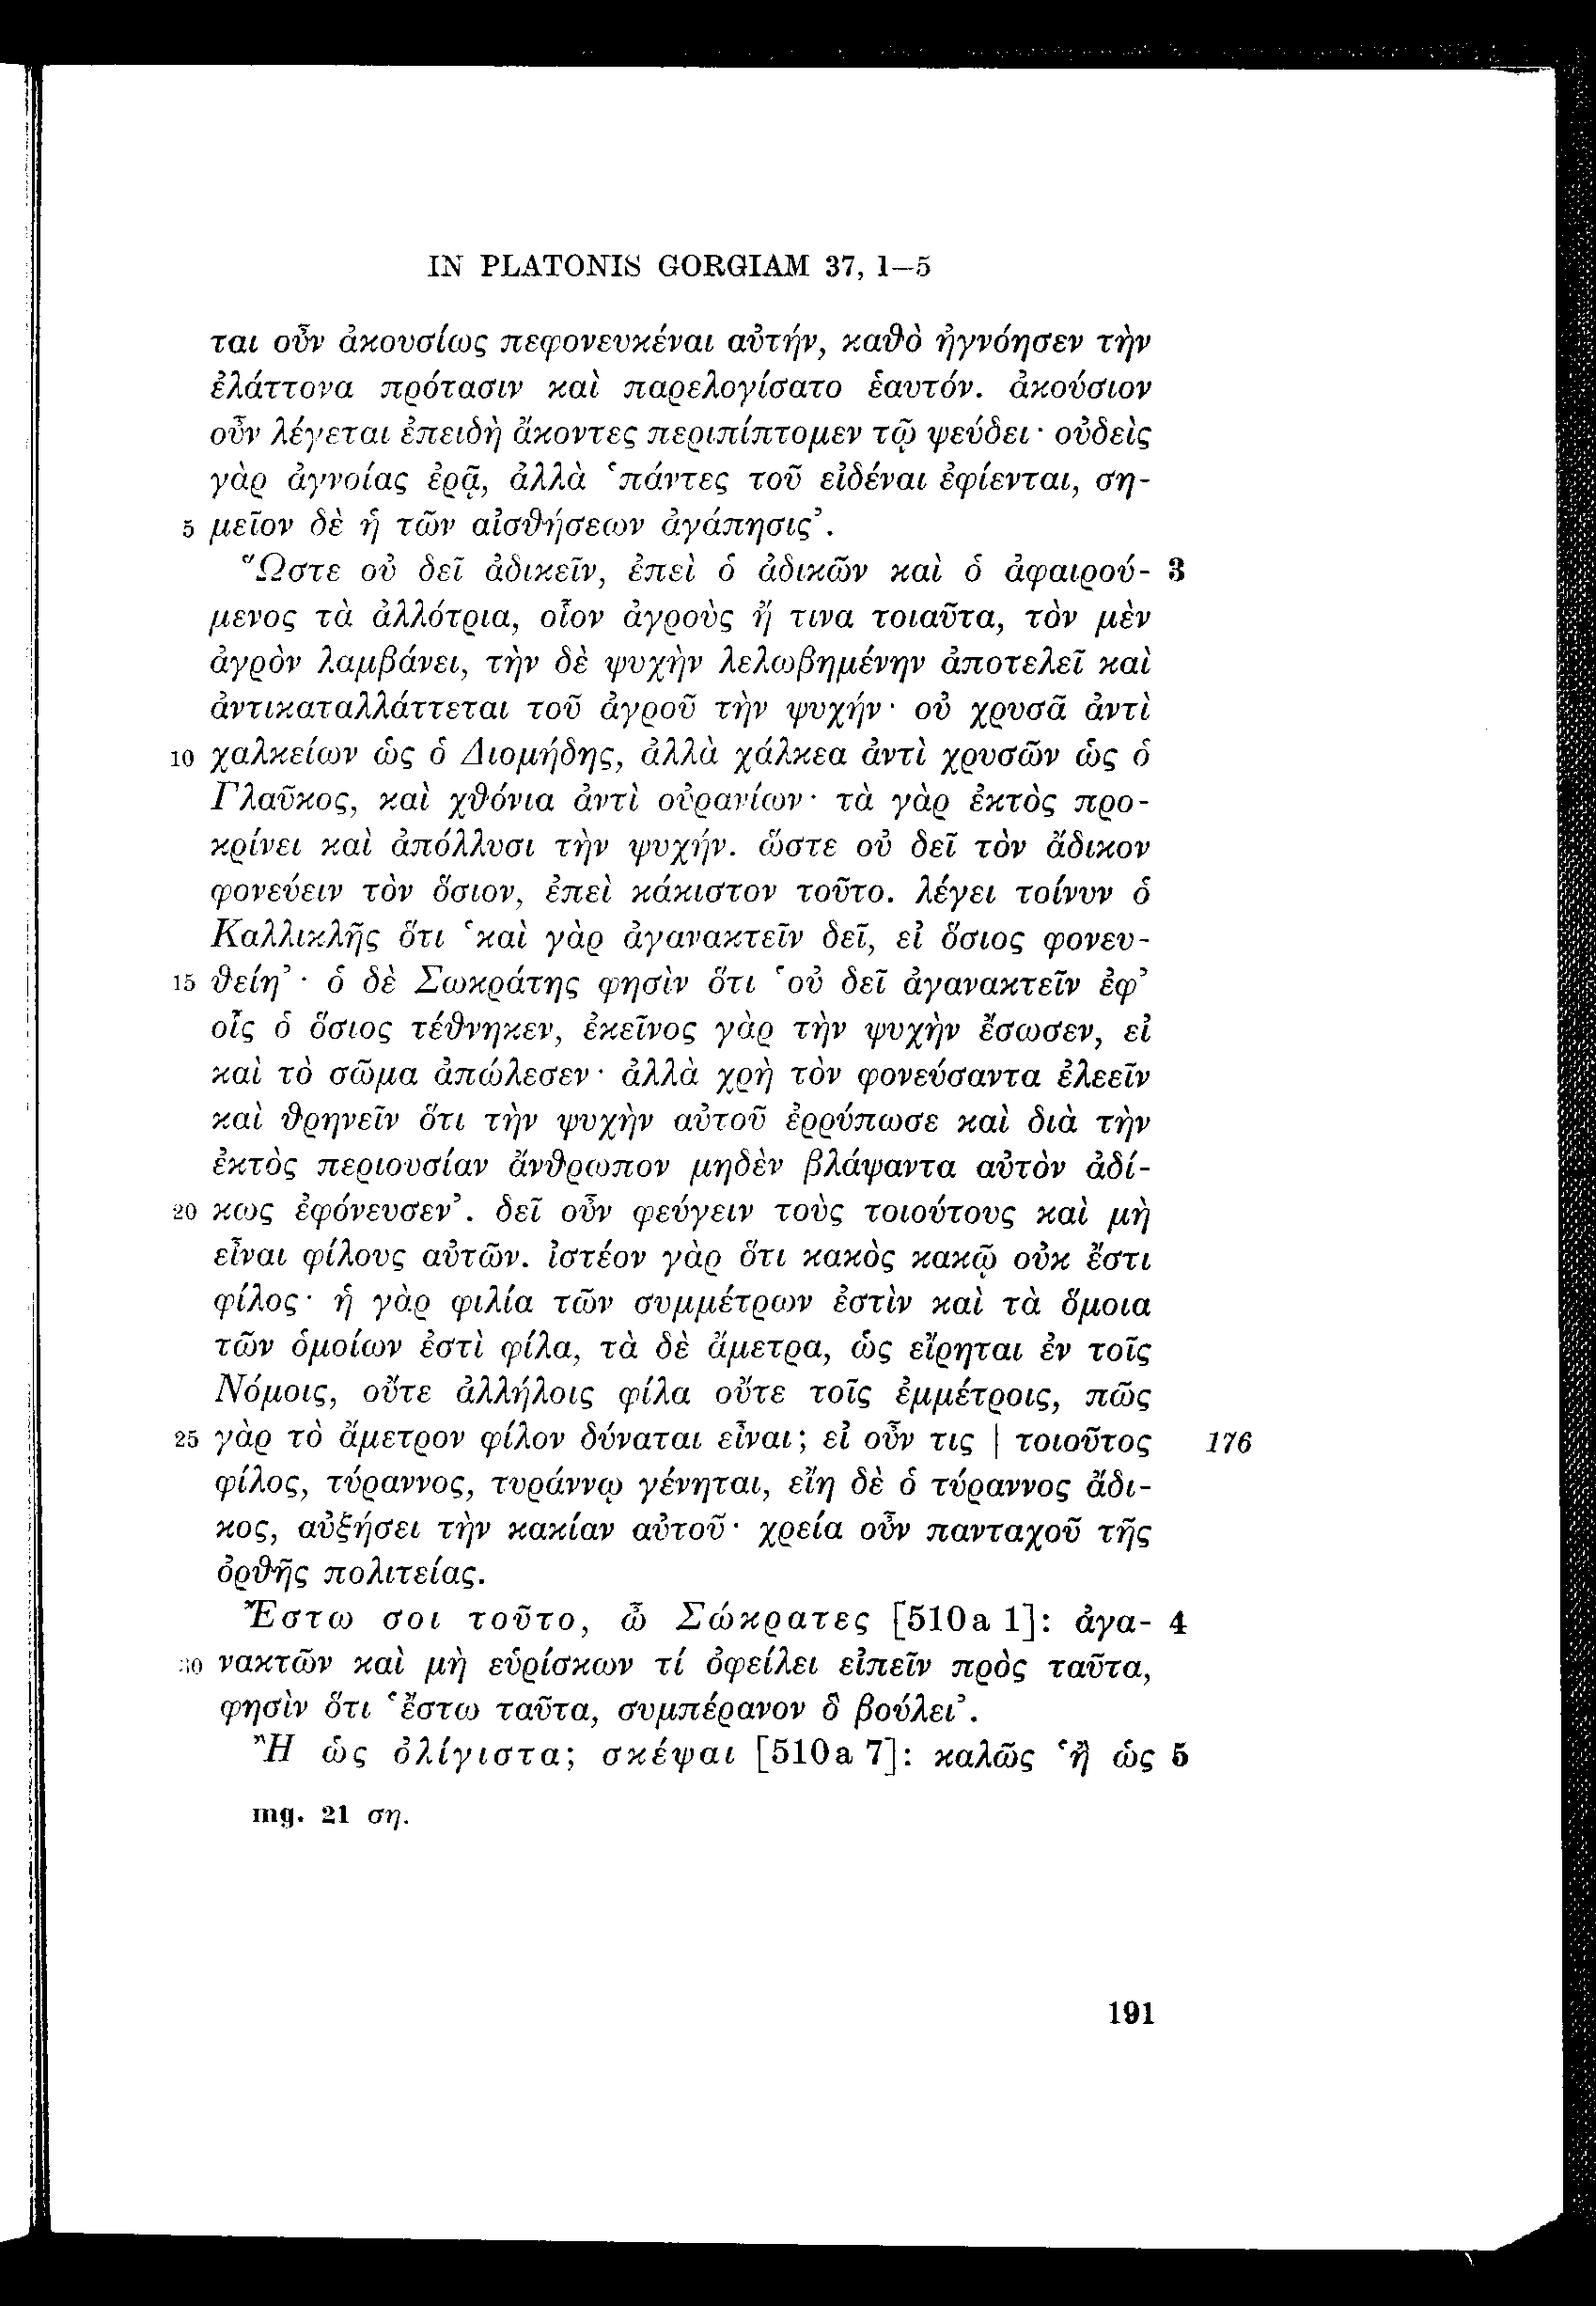 IN PLATONIS GORGIAM 37, 1—5
ται οὖν ἀκουσίως πεφονευκέναι αὐτήν, καθὸ ἠγνόησεν τὴν
ἐλάττονα πρότασιν καὶ παρελογίσατο ἑαυτόν. ἀκούσιον
οὖν λέγεται ἐπειδὴ ἄκοντες περιπίπτομεν τῷ ψεύδει· οὐδεὶς
γὰρ ἀγνοίας ἐρᾷ, ἀλλὰ ‘πάντες τοῦ εἰδέναι ἐφίενται, ση-
5 μεῖον δὲ ἡ τῶν αἰσθήσεων ἀγάπησις’.
Ὥστε οὐ δεῖ ἀδικεῖν, ἐπεὶ ὁ ἀδικῶν καὶ ὁ ἀφαιρού- 3
μενος τὰ ἀλλότρια, οἷον ἀγροὺς ἤ τινα τοιαῦτα, τὸν μὲν
ἀγρὸν λαμβάνει, τὴν δὲ ψυχὴν λελωβημένην ἀποτελεῖ καὶ
ἀντικαταλλάττεται τοῦ ἀγροῦ τὴν ψυχήν· οὐ χρυσᾶ ἀντὶ
10 χαλκείων ὡς ὁ Διομήδης, ἀλλὰ χάλκεα ἀντὶ χρυσῶν ὡς ὁ
Γλαῦκος, καὶ χθόνια ἀντὶ οὐρανίων· τὰ γὰρ ἐκτὸς προ-
κρίνει καὶ ἀπόλλυσι τὴν ψυχήν. ὥστε οὐ δεῖ τὸν ἄδικον
φονεύειν τὸν ὅσιον, ἐπεὶ κάκιστον τοῦτο. λέγει τοίνυν ὁ
Καλλικλῆς ὅτι ‘καὶ γὰρ ἀγανακτεῖν δεῖ, εἰ ὅσιος φονευ-
15 θείη’· ὁ δὲ Σωκράτης φησὶν ὅτι ‘οὐ δεῖ ἀγανακτεῖν ἐφ’
οἷς ὁ ὅσιος τέθνηκεν, ἐκεῖνος γὰρ τὴν ψυχὴν ἔσωσεν, εἰ
καὶ τὸ σῶμα ἀπώλεσεν· ἀλλὰ χρὴ τὸν φονεύσαντα ἐλεεῖν
καὶ θρηνεῖν ὅτι τὴν ψυχὴν αὐτοῦ ἐρρύπωσε καὶ διὰ τὴν
ἐκτὸς περιουσίαν ἄνθρωπον μηδὲν βλάψαντα αὐτὸν ἀδί-
20 κως ἐφόνευσεν’. δεῖ οὖν φεύγειν τοὺς τοιούτους καὶ μὴ
εἶναι φίλους αὐτῶν. ἰστέον γὰρ ὅτι κακὸς κακῷ οὐκ ἔστι
φίλος· ἡ γὰρ φιλία τῶν συμμέτρων ἐστὶν καὶ τὰ ὅμοια
τῶν ὁμοίων ἐστὶ φίλα, τὰ δὲ ἄμετρα, ὡς εἴρηται ἐν τοῖς
Νόμοις, οὔτε ἀλλήλοις φίλα οὔτε τοῖς ἐμμέτροις, πῶς
25 γὰρ τὸ ἄμετρον φίλον δύναται εἶναι; εἰ οὖν τις | τοιοῦτος 176
φίλος, τύραννος, τυράννῳ γένηται, εἴη δὲ ὁ τύραννος ἄδι-
κος, αὐξήσει τὴν κακίαν αὐτοῦ· χρεία οὖν πανταχοῦ τῆς
ὀρθῆς πολιτείας.
Ἔστω σοι τοῦτο, ὦ Σώκρατες [510a 1]: ἀγα- 4
30 νακτῶν καὶ μὴ εὑρίσκων τί ὀφείλει εἰπεῖν πρὸς ταῦτα,
φησὶν ὅτι ‘ἔστω ταῦτα, συμπέρανον ὃ βούλει’.
Ἢ ὡς ὀλίγιστα; σκέψαι [510a 7]: καλῶς ‘ἢ ὡς 5
mg. 21 ση.
191